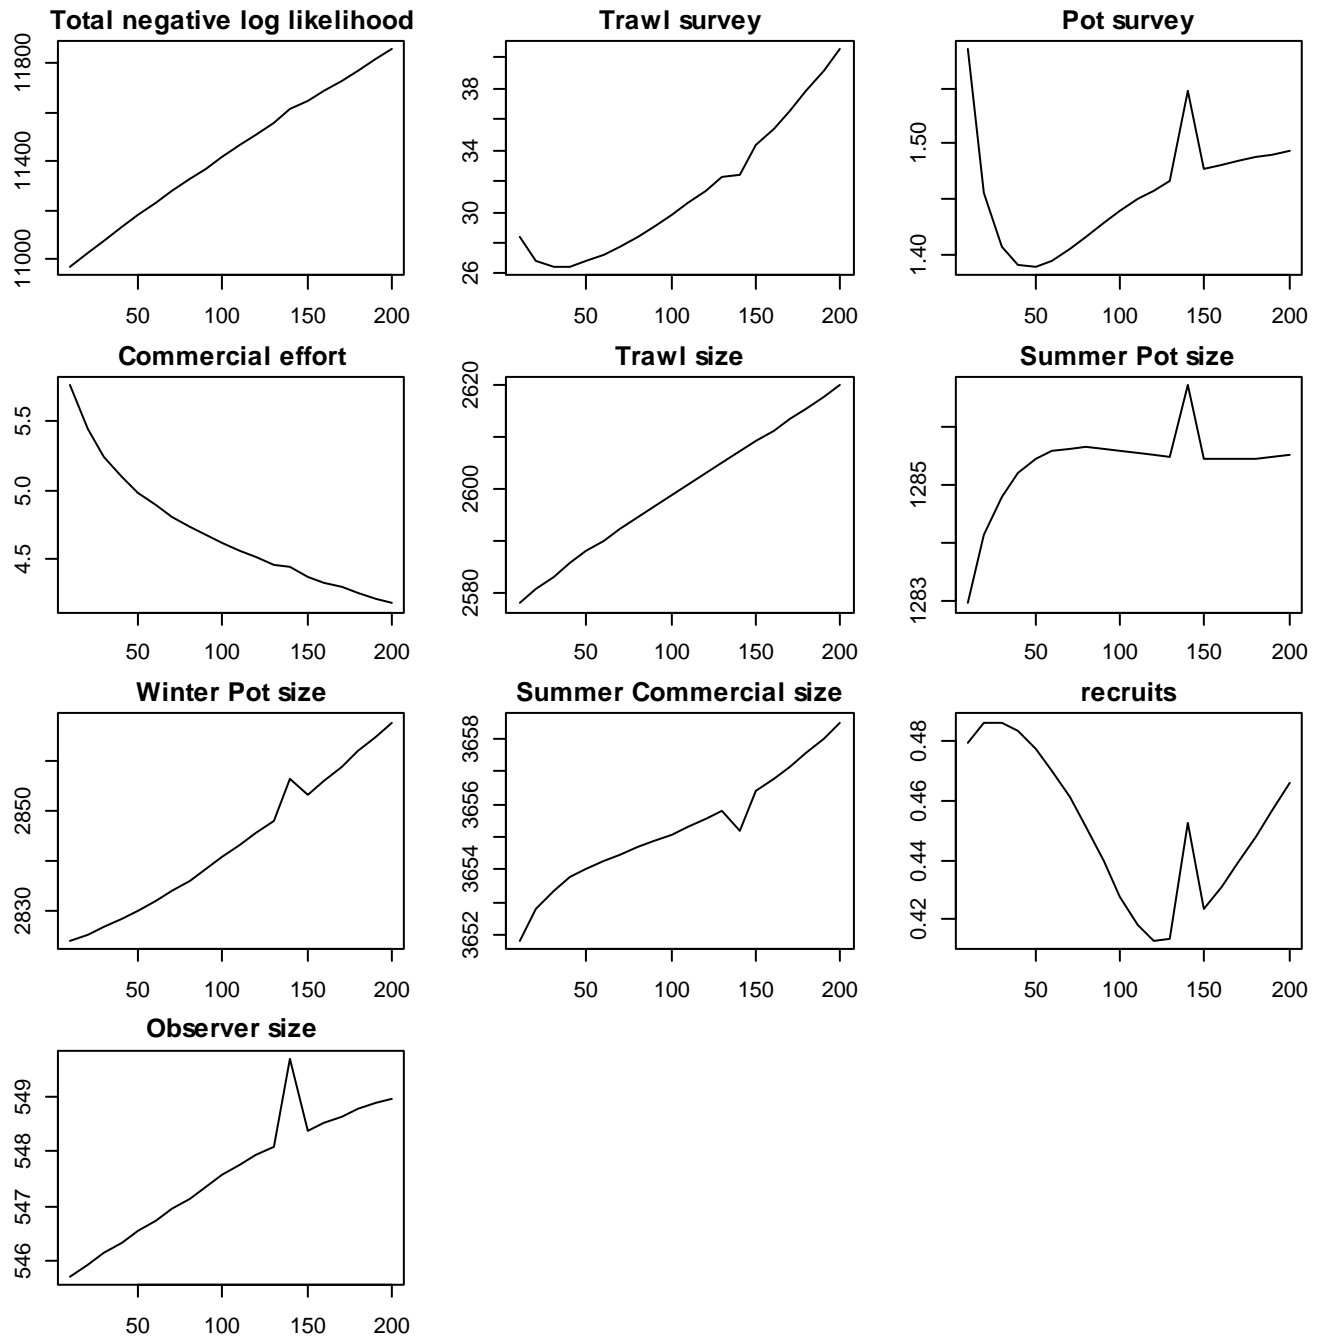 Total negative log likelihood
11000 11400 11800
50 100 150 200
Trawl survey
26 30 34 38
50 100 150 200
Pot survey
1.40 1.50
50 100 150 200
Commercial effort
4.5 5.0 5.5
50 100 150 200
Trawl size
2580 2600 2620
50 100 150 200
Summer Pot size
1283 1285
50 100 150 200
Winter Pot size
2830 2850
50 100 150 200
Summer Commercial size
3652 3654 3656 3658
50 100 150 200
recruits
0.42 0.44 0.46 0.48
50 100 150 200
Observer size
546 547 548 549
50 100 150 200